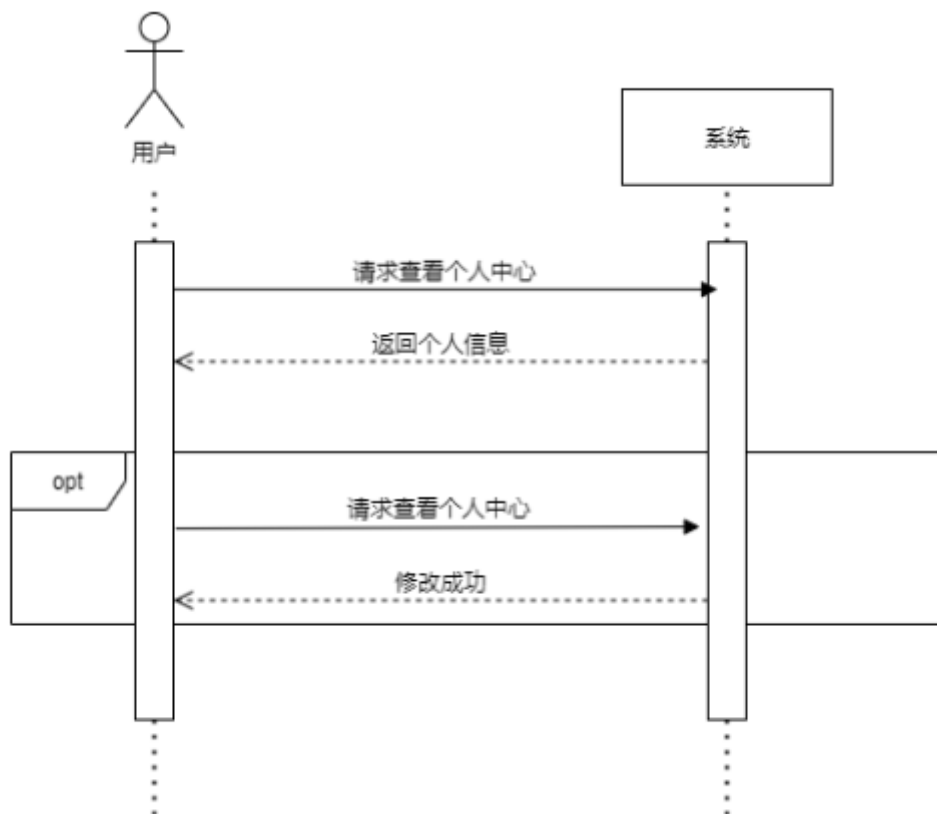 用户
系统
请求查看个人中心
返回个人信息
opt
请求查看个人中心
修改成功